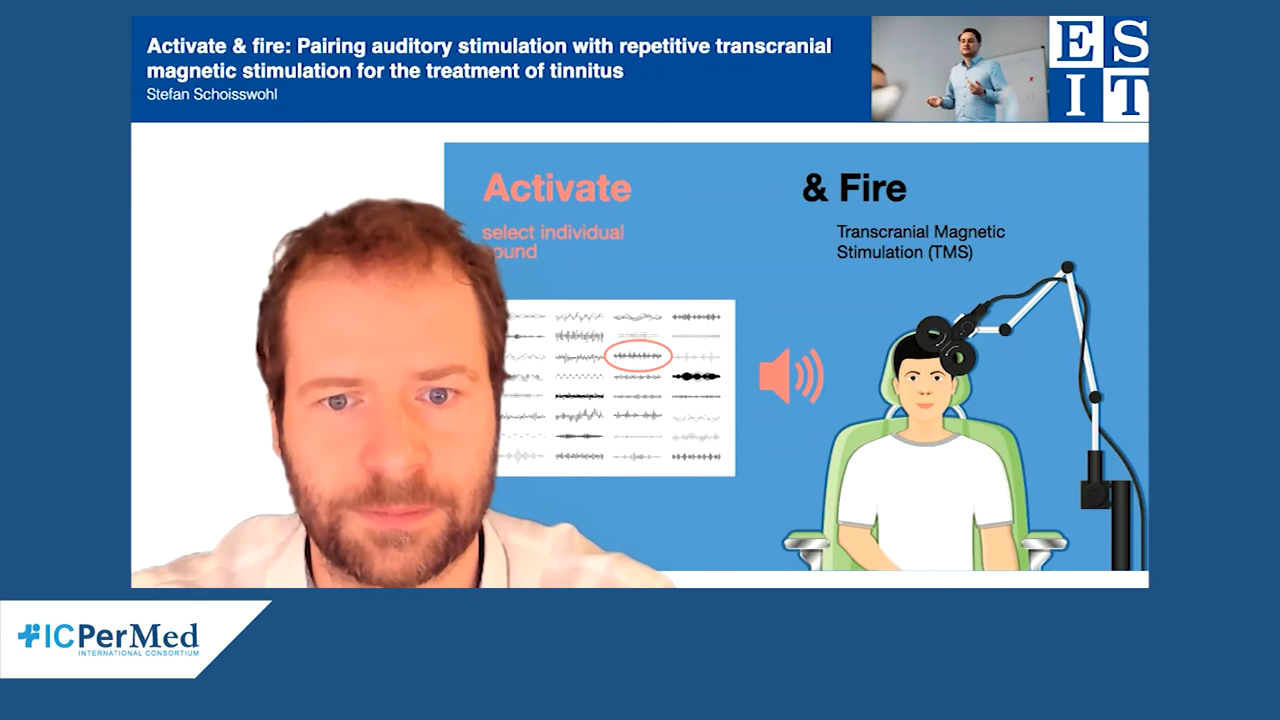 Activate & fire: Pairing auditory stimulation with repetitive transcranial
magnetic stimulation for the treatment of tinnitus
Stefan Schoisswohl
E S
I T
Activate
select individual
ound
& Fire
Transcranial Magnetic
Stimulation (TMS)
ICPerMed
INTERNATIONAL CONSORTIUM